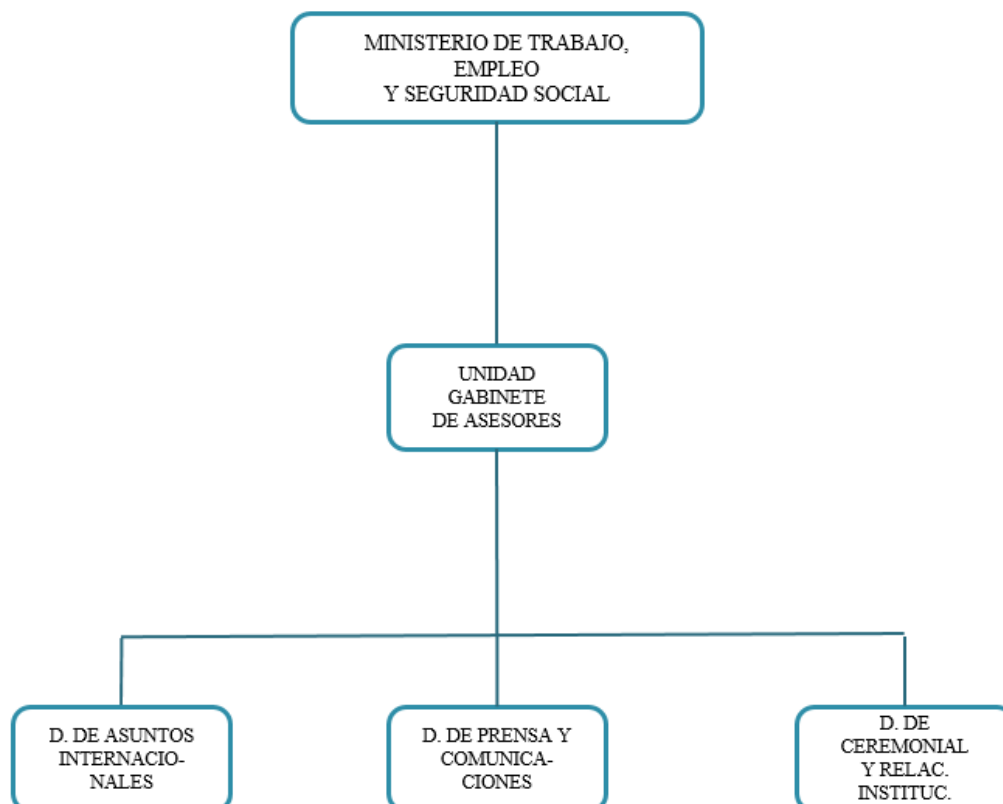 MINISTERIO DE TRABAJO,
EMPLEO
Y SEGURIDAD SOCIAL
UNIDAD
GABINETE
DE ASESORES
D. DE ASUNTOS
INTERNACIO-
NALES
D. DE PRENSA Y
COMUNICA-
CIONES
D. DE
CEREMONIAL
Y RELAC.
INSTITUC.